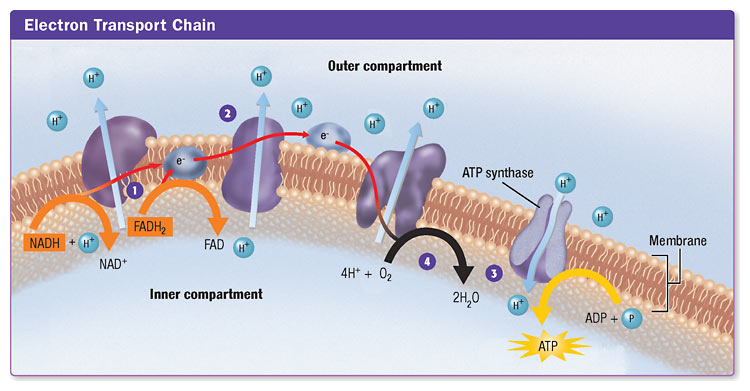 Electron Transport Chain
Outer compartment
H⁺
H⁺
H⁺
H⁺
H⁺
H⁺
2
e⁻
e⁻
1
ATP synthase
H⁺
H⁺
NADH + H⁺
NAD⁺
FADH₂
FAD
H⁺
Membrane
4H⁺ + O₂
4
3
2H₂O
Inner compartment
H⁺
ADP + P
ATP